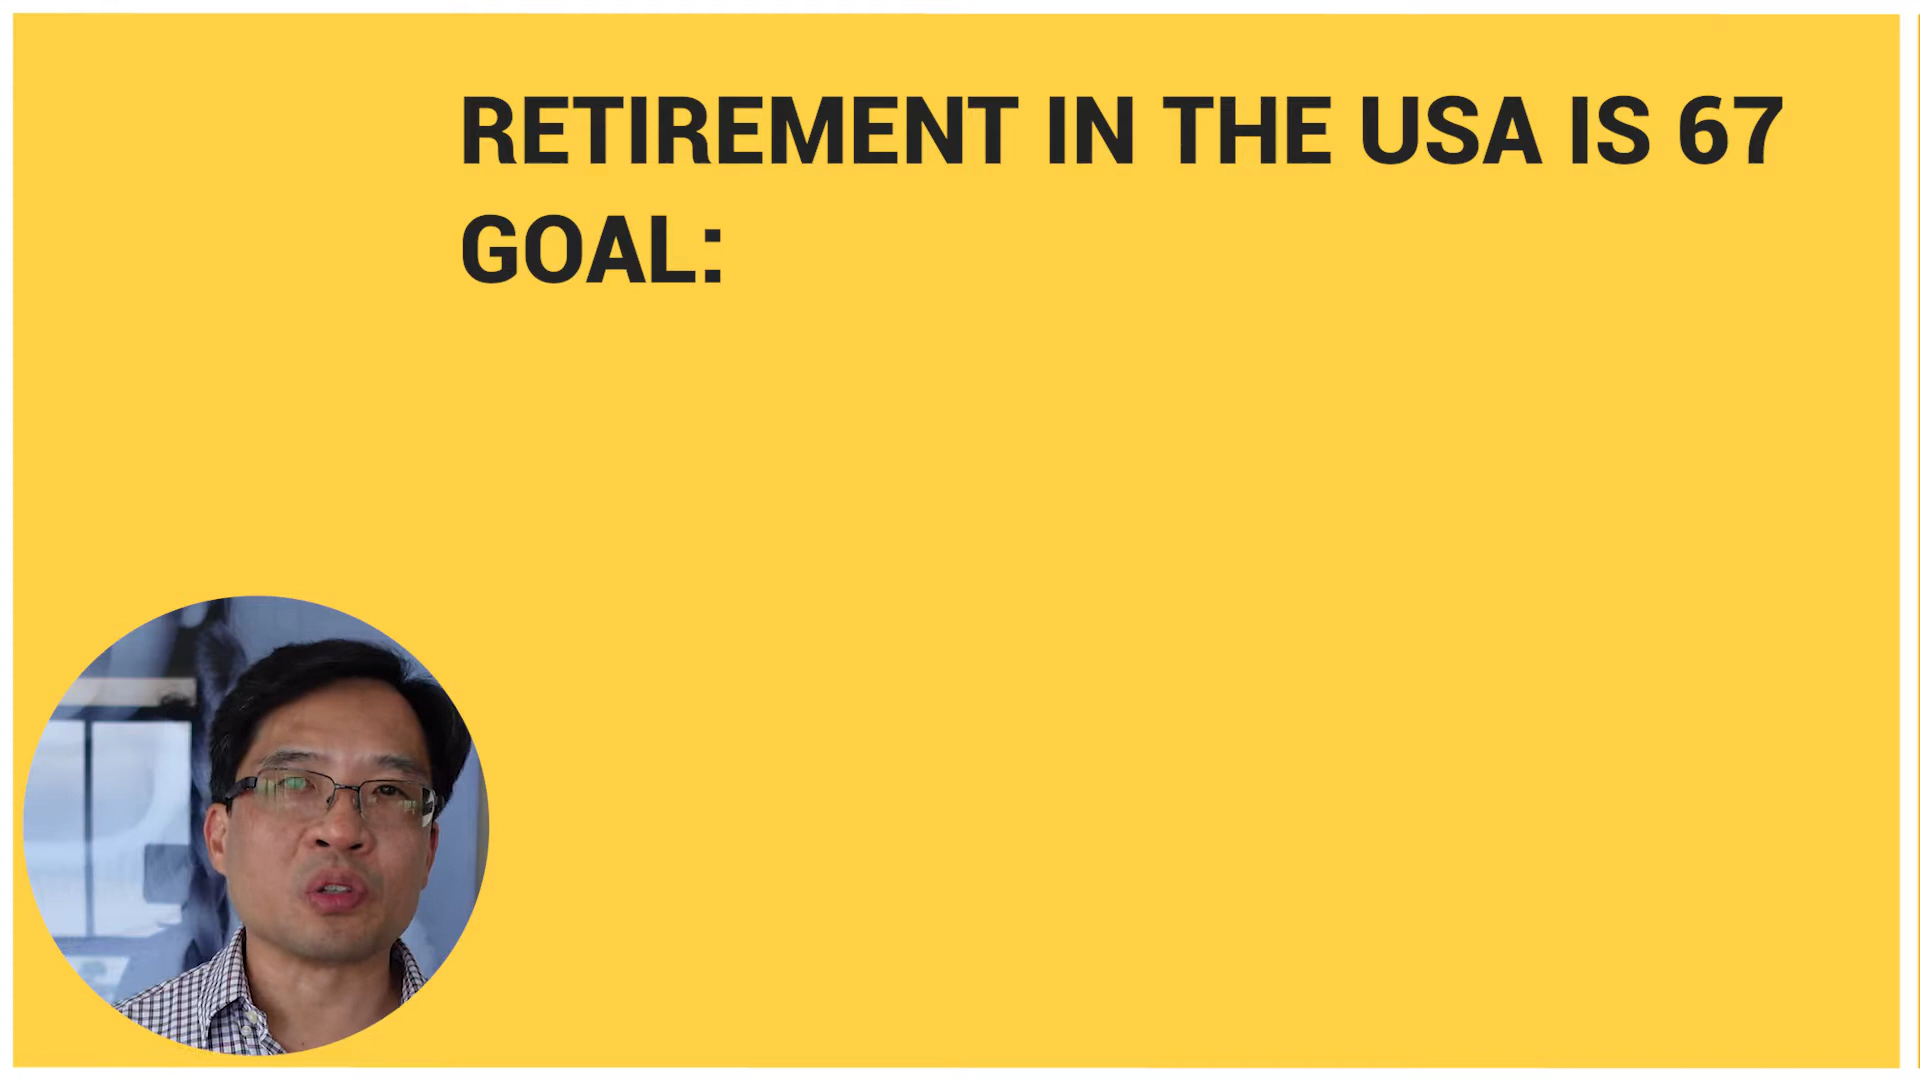 RETIREMENT IN THE USA IS 67
GOAL: